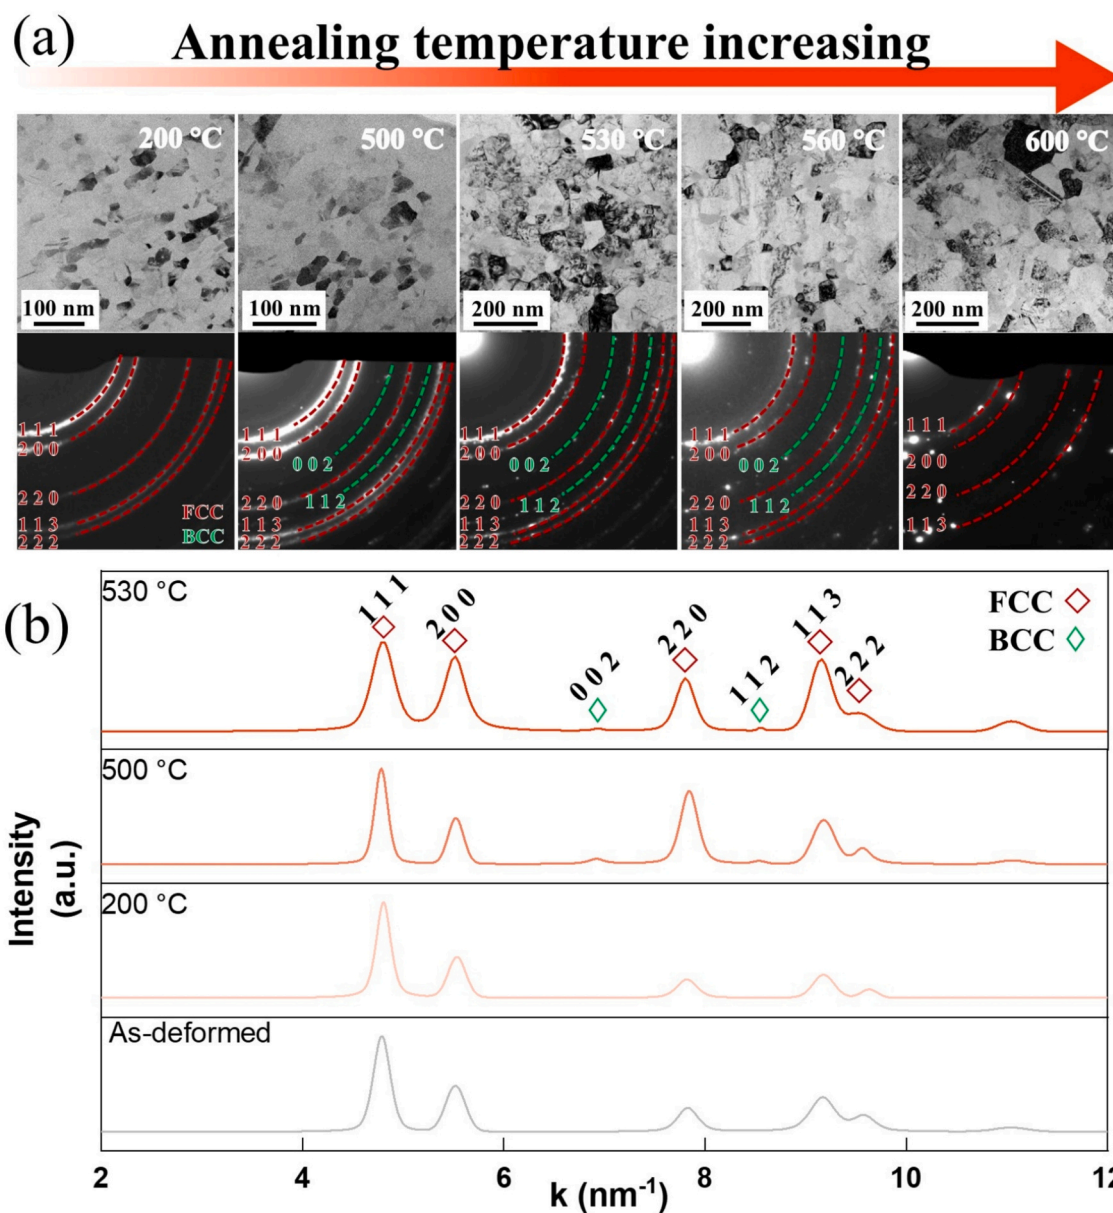 (a)
Annealing temperature increasing
200 °C
500 °C
530 °C
560 °C
600 °C
100 nm
100 nm
200 nm
200 nm
200 nm
1 1 1
2 0 0
2 2 0
1 1 3
2 2 2
FCC
BCC
1 1 1
2 0 0
0 0 2
2 2 0
1 1 2
1 1 3
2 2 2
1 1 1
2 0 0
0 0 2
2 2 0
1 1 2
1 1 3
2 2 2
1 1 1
2 0 0
0 0 2
2 2 0
1 1 2
1 1 3
2 2 2
1 1 1
2 0 0
2 2 0
1 1 3
(b)
530 °C
1 1 1
2 0 0
0 0 2
2 2 0
1 1 2
1 1 3
2 2 2
FCC
BCC
500 °C
200 °C
As-deformed
Intensity
(a.u.)
2
4
6
8
10
12
k (nm⁻¹)